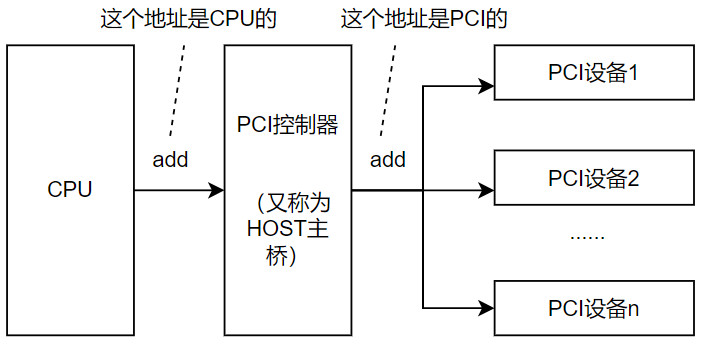 这个地址是CPU的
这个地址是PCI的
PCI设备1
PCI控制器
add
add
CPU
PCI设备2
（又称为
HOST主
桥）
......
PCI设备n